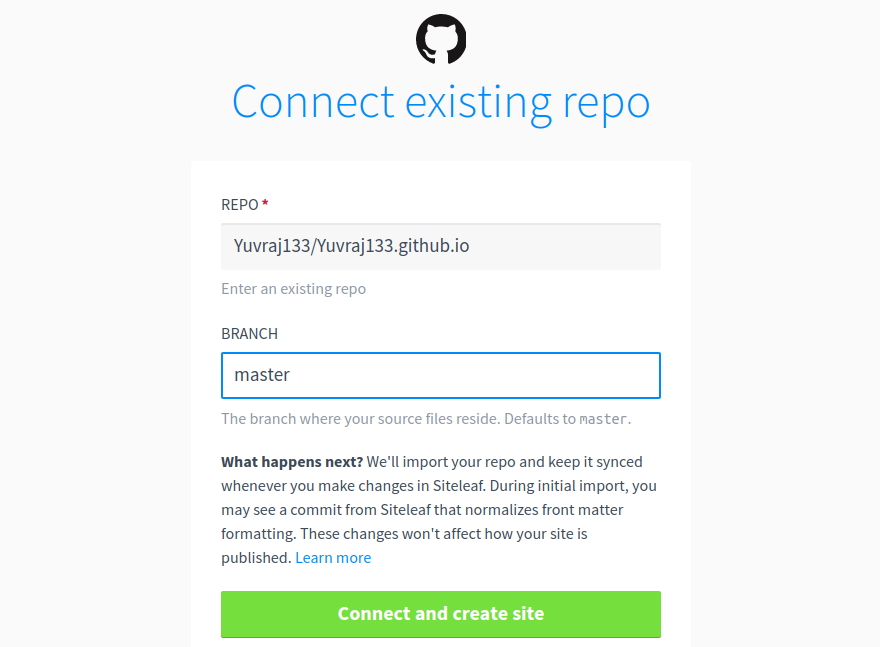 Connect existing repo
REPO *
Yuvraj133/Yuvraj133.github.io
Enter an existing repo
BRANCH
master
The branch where your source files reside. Defaults to master.
What happens next? We'll import your repo and keep it synced
whenever you make changes in Siteleaf. During initial import, you
may see a commit from Siteleaf that normalizes front matter
formatting. These changes won't affect how your site is
published. Learn more
Connect and create site